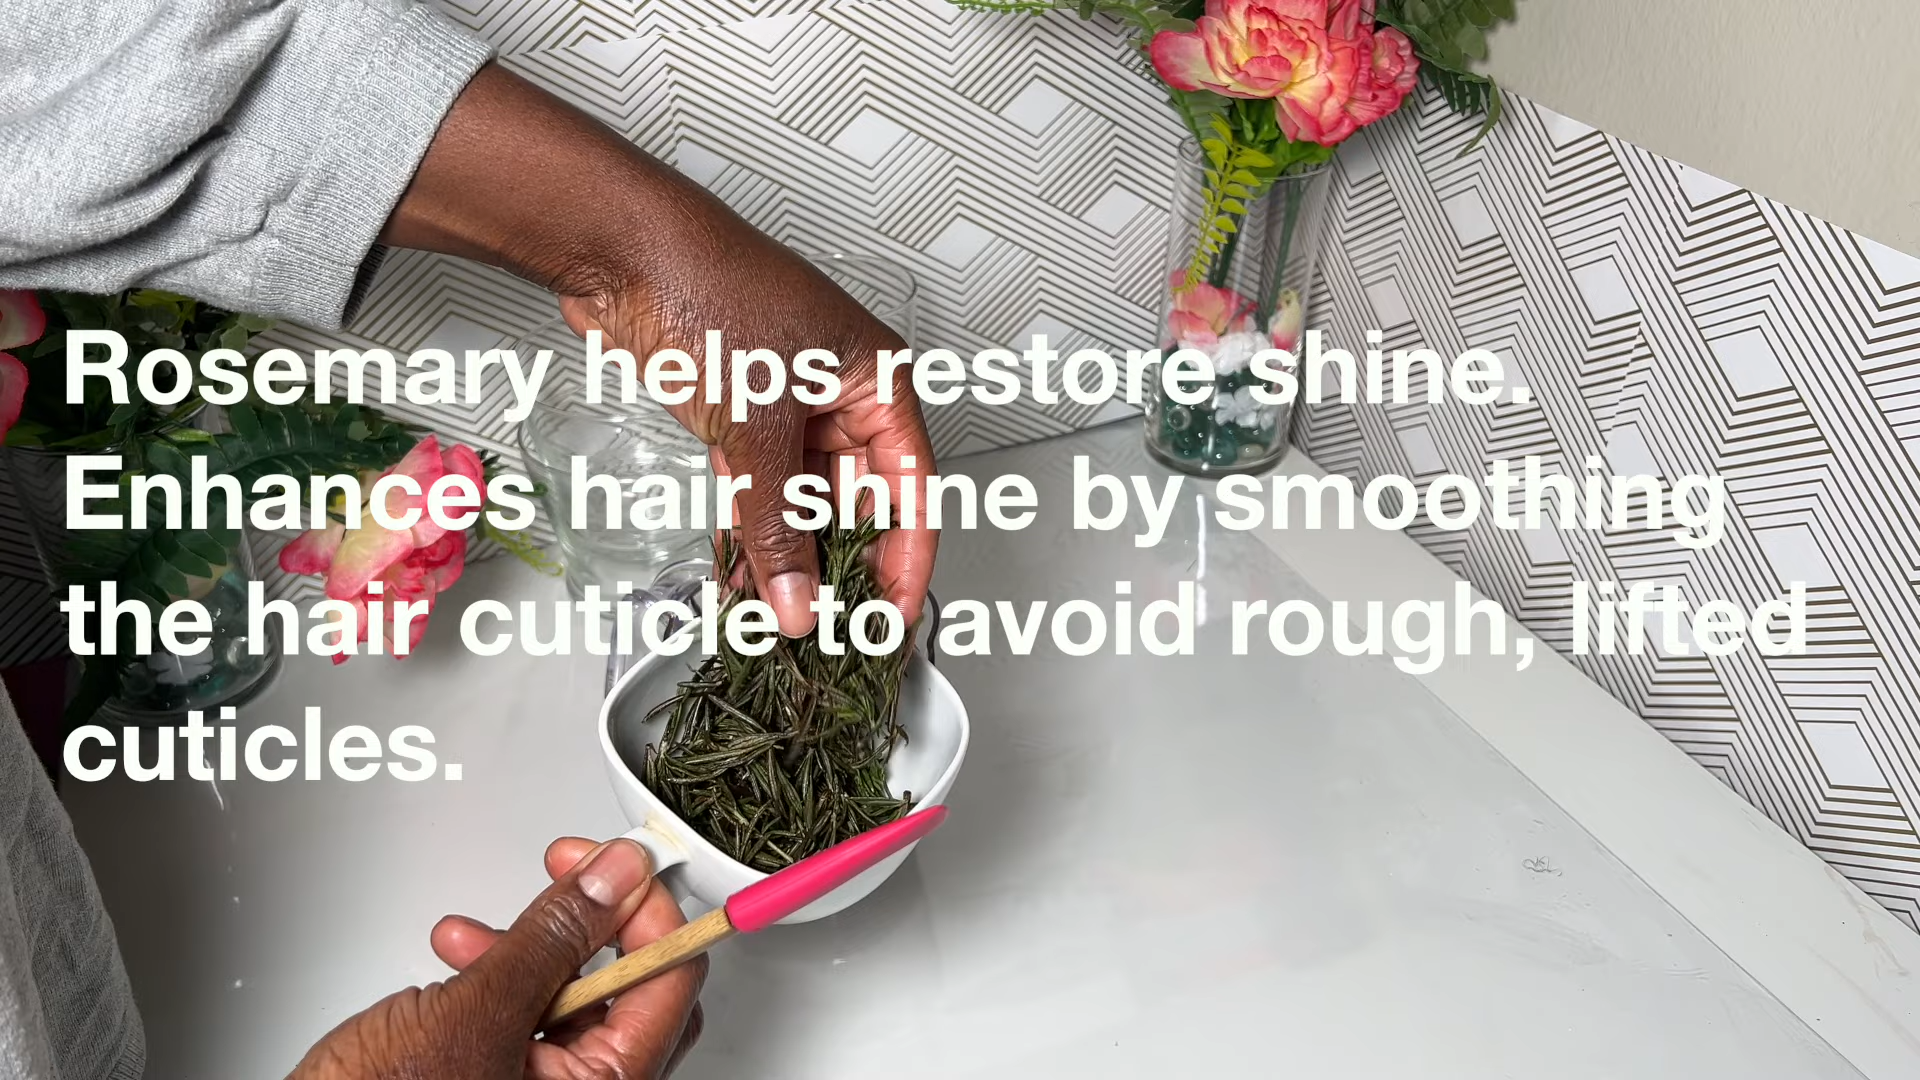 Rosemary helps restore shine.
Enhances hair shine by smoothing
the hair cuticle to avoid rough, lifted
cuticles.